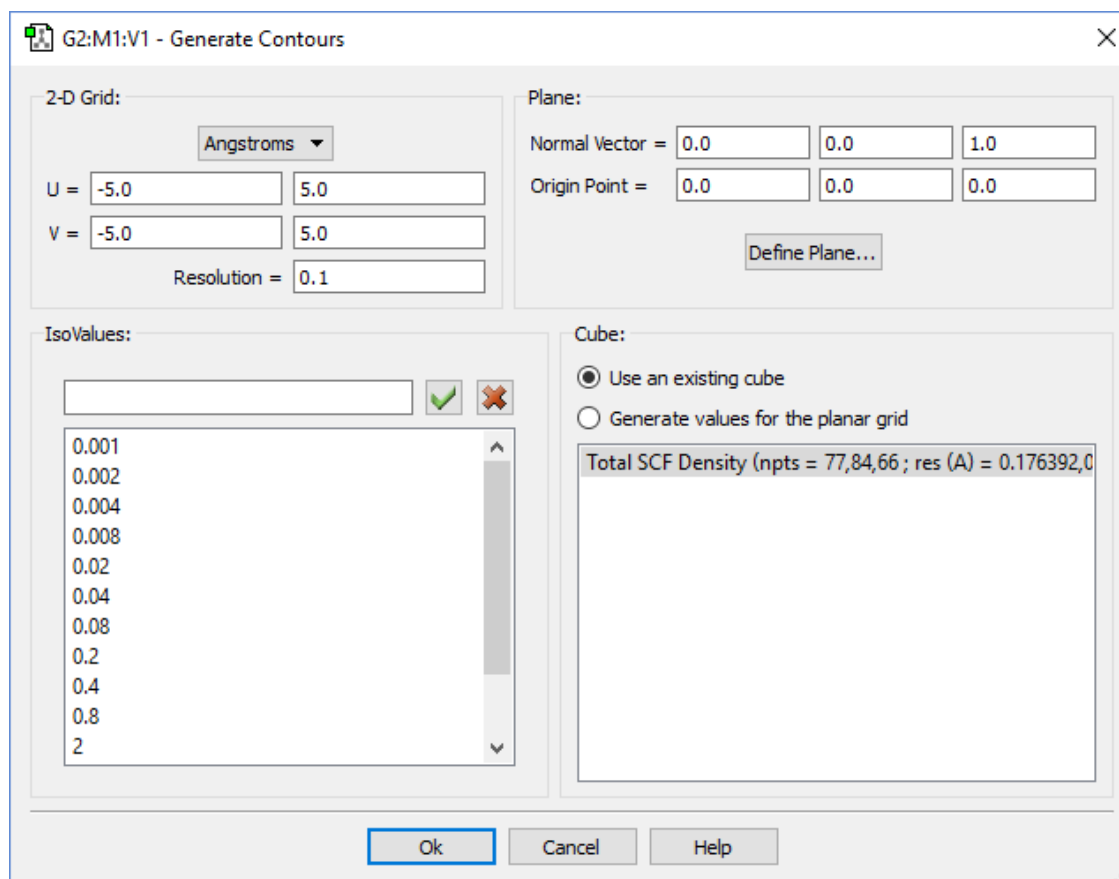 G2:M1:V1 - Generate Contours
2-D Grid:
Angstroms
U = -5.0 5.0
V = -5.0 5.0
Resolution = 0.1
Plane:
Normal Vector = 0.0 0.0 1.0
Origin Point = 0.0 0.0 0.0
Define Plane...
IsoValues:
0.001
0.002
0.004
0.008
0.02
0.04
0.08
0.2
0.4
0.8
2
Cube:
Use an existing cube
Generate values for the planar grid
Total SCF Density (npts = 77,84,66 ; res (A) = 0.176392,0
Ok Cancel Help